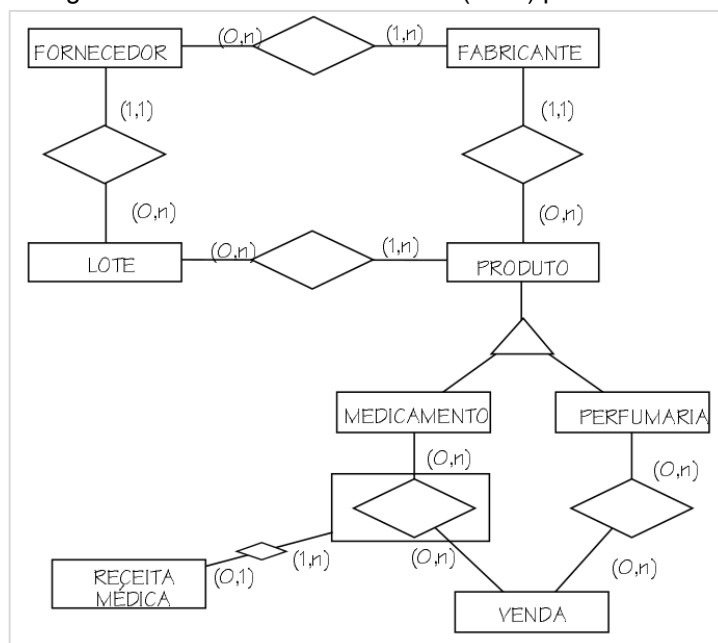 FORNECEDOR (0,n) (1,n) FABRICANTE
(1,1) (1,1)
(0,n) (0,n)
LOTE (0,n) (1,n) PRODUTO
MEDICAMENTO PERFUMARIA
(0,n) (0,n)
(0,n) (0,n)
RECEITA
MÉDICA (0,1) (1,n)
VENDA